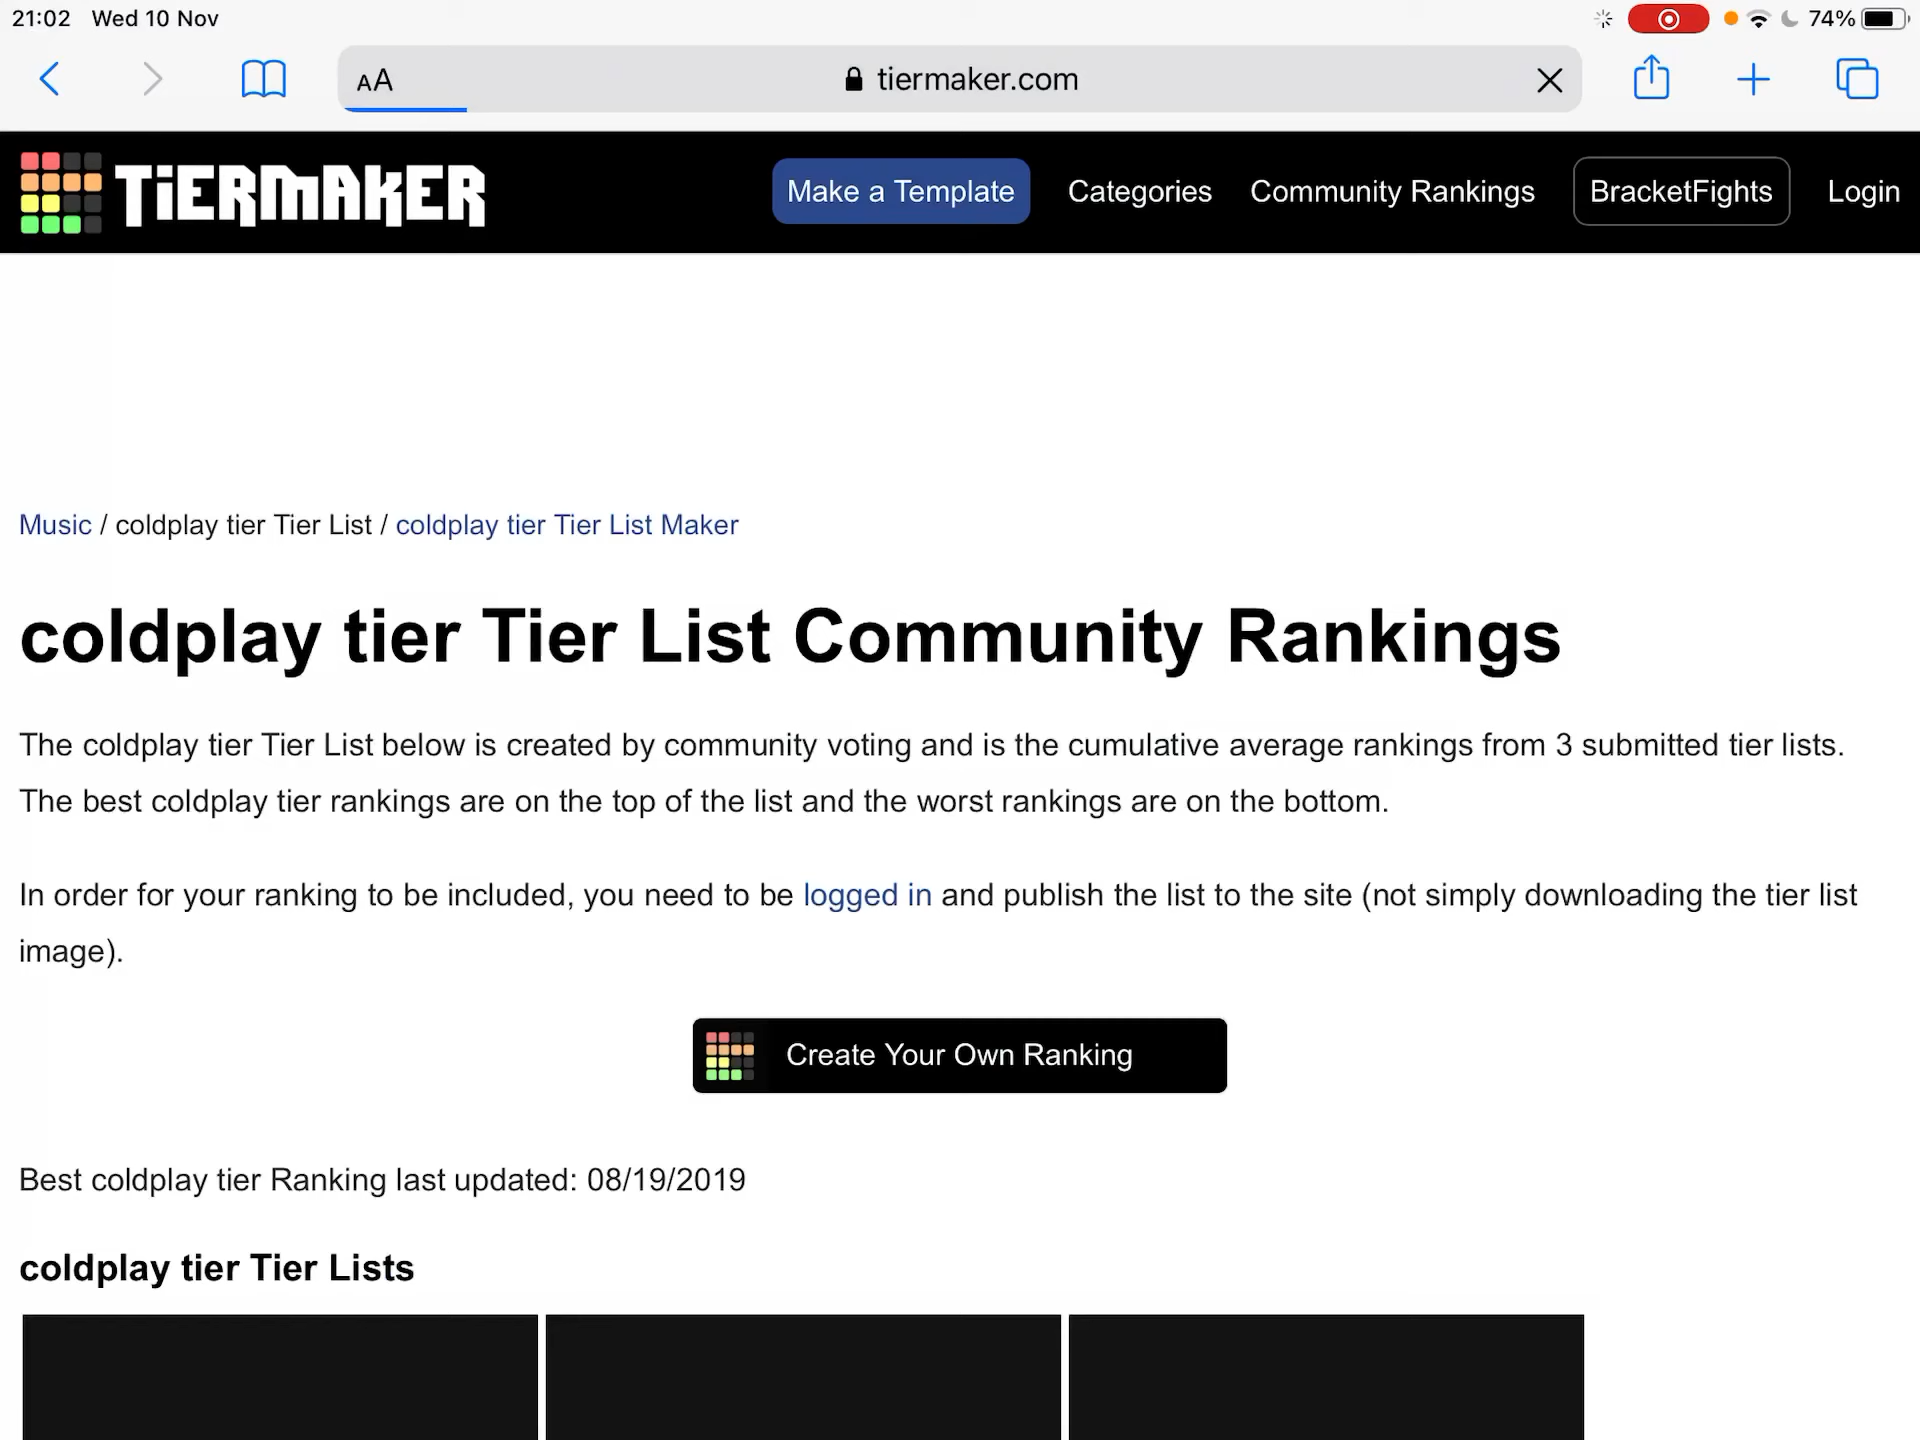 21:02 Wed 10 Nov
74%
AA
tiermaker.com
TiERMAKER
Make a Template
Categories
Community Rankings
BracketFights
Login
Music / coldplay tier Tier List / coldplay tier Tier List Maker
coldplay tier Tier List Community Rankings
The coldplay tier Tier List below is created by community voting and is the cumulative average rankings from 3 submitted tier lists.
The best coldplay tier rankings are on the top of the list and the worst rankings are on the bottom.
In order for your ranking to be included, you need to be logged in and publish the list to the site (not simply downloading the tier list
image).
Create Your Own Ranking
Best coldplay tier Ranking last updated: 08/19/2019
coldplay tier Tier Lists